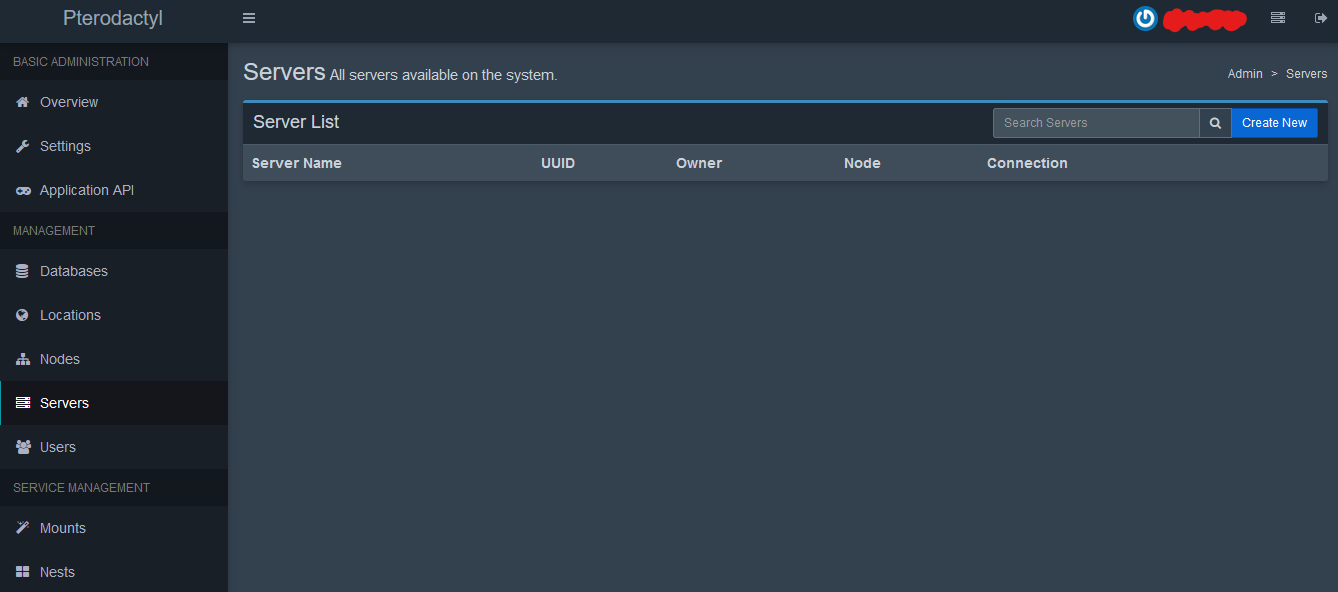 Pterodactyl
BASIC ADMINISTRATION
Overview
Settings
Application API
MANAGEMENT
Databases
Locations
Nodes
Servers
Users
SERVICE MANAGEMENT
Mounts
Nests
Servers All servers available on the system.
Admin > Servers
Server List
Search Servers
Create New
Server Name UUID Owner Node Connection